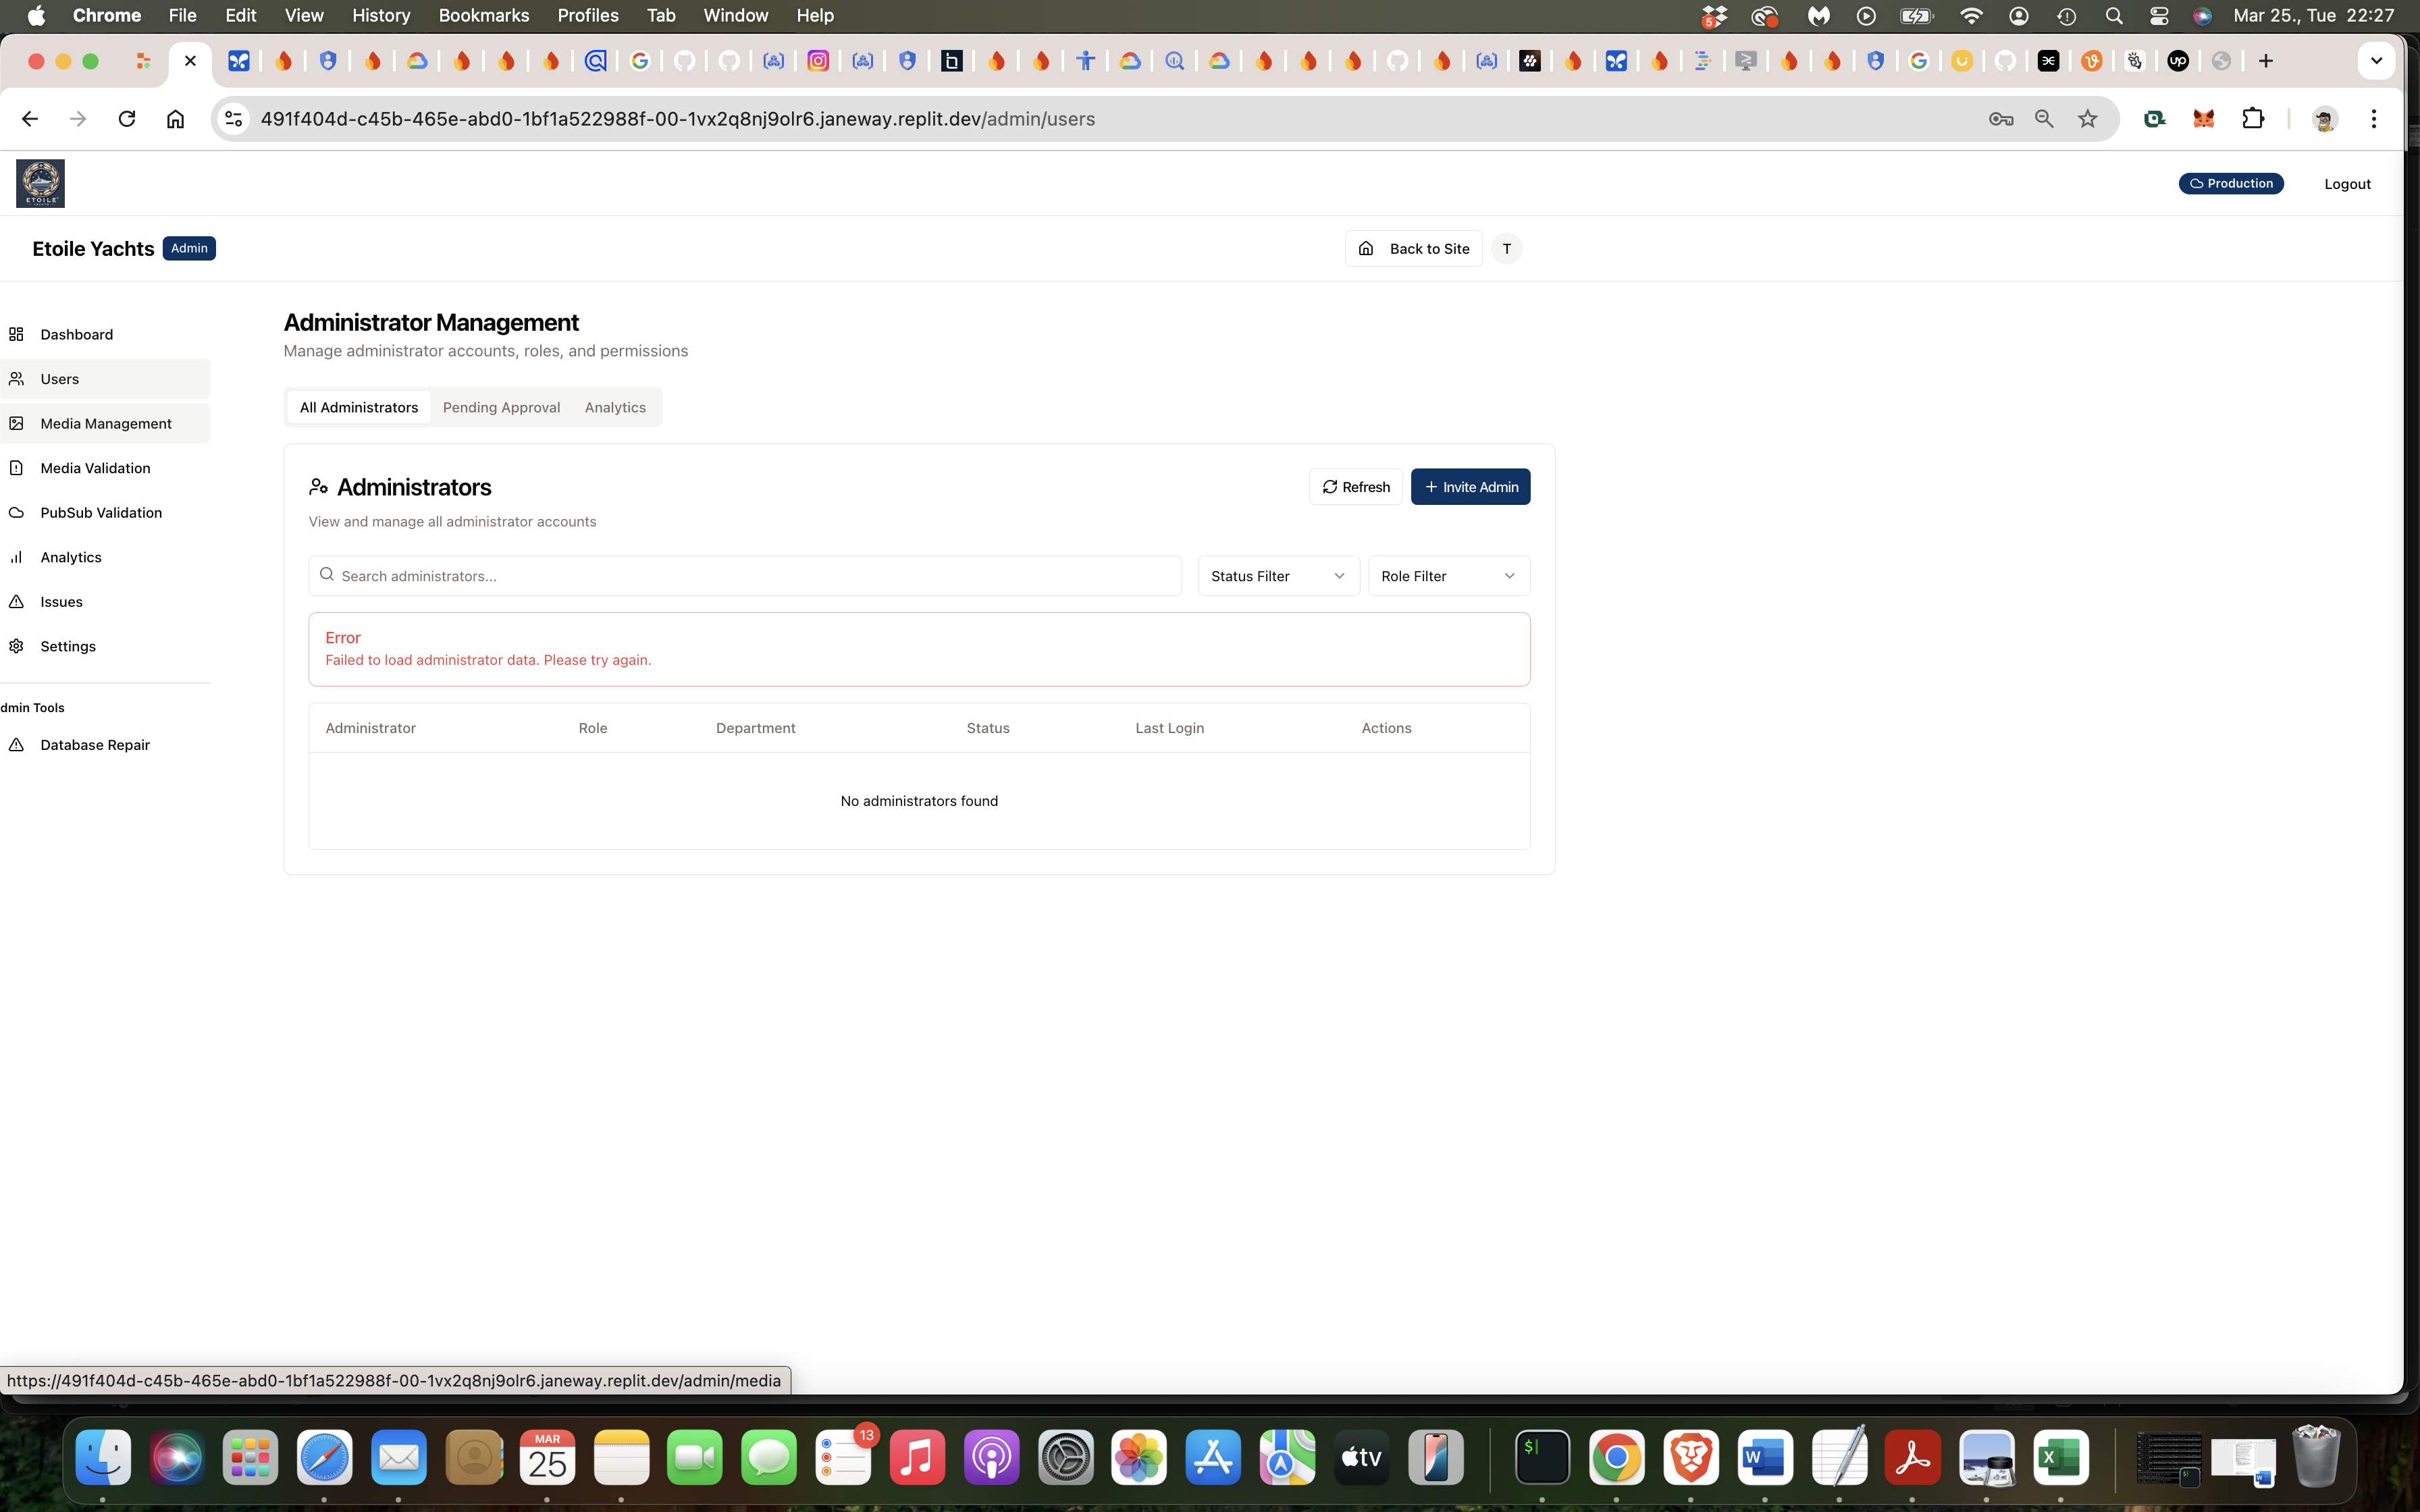 Chrome File Edit View History Bookmarks Profiles Tab Window Help
5
Mar 25., Tue 22:27
491f404d-c45b-465e-abd0-1bf1a522988f-00-1vx2q8nj9olr6.janeway.replit.dev/admin/users
ETOILE
Production
Logout
Etoile Yachts
Admin
Back to Site
T
Dashboard
Users
Media Management
Media Validation
PubSub Validation
Analytics
Issues
Settings
dmin Tools
Database Repair
Administrator Management
Manage administrator accounts, roles, and permissions
All Administrators Pending Approval Analytics
Administrators
Refresh
Invite Admin
View and manage all administrator accounts
Search administrators...
Status Filter
Role Filter
Error
Failed to load administrator data. Please try again.
Administrator Role Department Status Last Login Actions
No administrators found
https://491f404d-c45b-465e-abd0-1bf1a522988f-00-1vx2q8nj9olr6.janeway.replit.dev/admin/media
MAR
25
13
tv
$
W
X